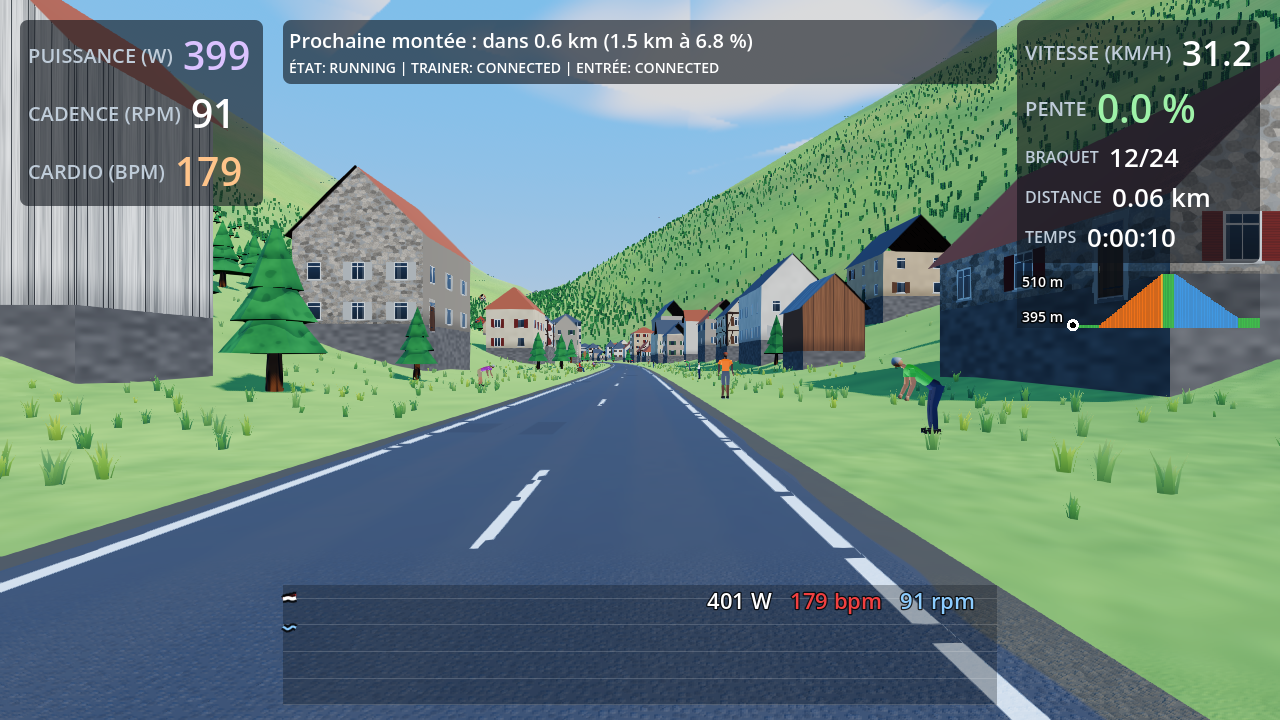 PUISSANCE (W) 399
CADENCE (RPM) 91
CARDIO (BPM) 179
Prochaine montée : dans 0.6 km (1.5 km à 6.8 %)
ÉTAT: RUNNING | TRAINER: CONNECTED | ENTRÉE: CONNECTED
VITESSE (KM/H) 31.2
PENTE 0.0 %
BRAQUET 12/24
DISTANCE 0.06 km
TEMPS 0:00:10
510 m
395 m
401 W 179 bpm 91 rpm